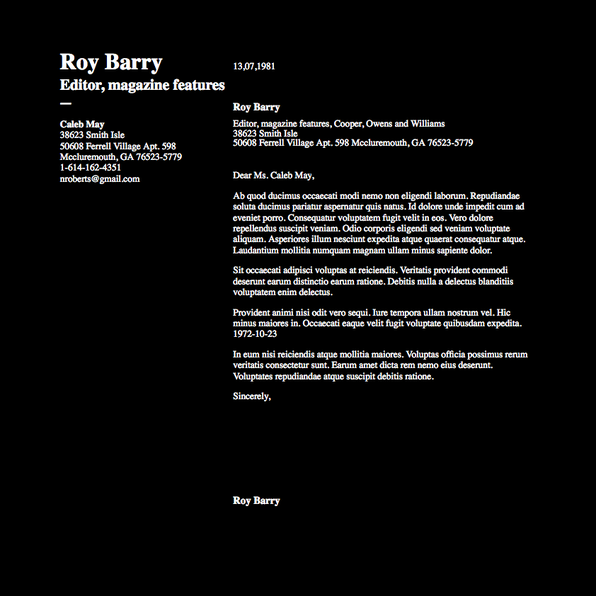 Roy Barry
Editor, magazine features
—
Caleb May
38623 Smith Isle
50608 Ferrell Village Apt. 598
Mccluremouth, GA 76523-5779
1-614-162-4351
nroberts@gmail.com
13,07,1981
Roy Barry
Editor, magazine features, Cooper, Owens and Williams
38623 Smith Isle
50608 Ferrell Village Apt. 598 Mccluremouth, GA 76523-5779
Dear Ms. Caleb May,
Ab quod ducimus occaecati modi nemo non eligendi laborum. Repudiandae
soluta ducimus pariatur aspernatur quis natus. Id dolore unde impedit cum ad
eveniet porro. Consequatur voluptatem fugit velit in eos. Vero dolore
repellendus suscipit veniam. Odio corporis eligendi sed veniam voluptate
aliquam. Asperiores illum nesciunt expedita atque quaerat consequatur atque.
Laudantium mollitia numquam magnam ullam minus sapiente dolor.
Sit occaecati adipisci voluptas at reiciendis. Veritatis provident commodi
deserunt earum distinctio earum ratione. Debitis nulla a delectus blanditiis
voluptatem enim delectus.
Provident animi nisi odit vero sequi. Iure tempora ullam nostrum vel. Hic
minus maiores in. Occaecati eaque velit fugit voluptate quibusdam expedita.
1972-10-23
In eum nisi reiciendis atque mollitia maiores. Voluptas officia possimus rerum
veritatis consectetur sunt. Earum amet dicta rem nemo eius deserunt.
Voluptates repudiandae atque suscipit debitis ratione.
Sincerely,
Roy Barry